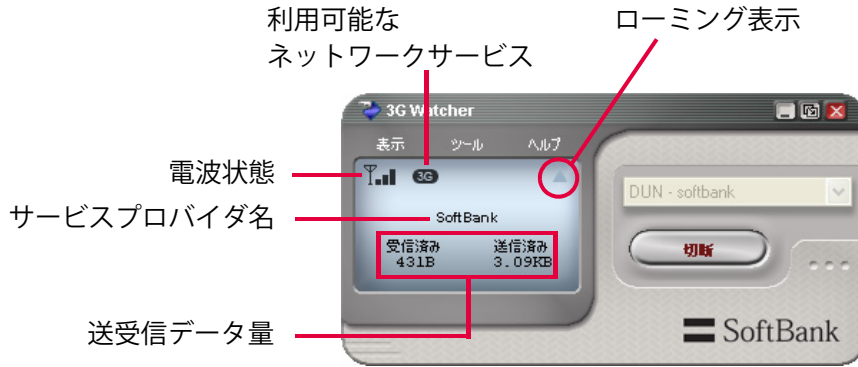 利用可能な
ネットワークサービス
ローミング表示
3G Watcher
表示 ツール ヘルプ
電波状態
3G
DUN - softbank
サービスプロバイダ名
SoftBank
受信済み 送信済み
431B 3.09KB
切断
送受信データ量
SoftBank